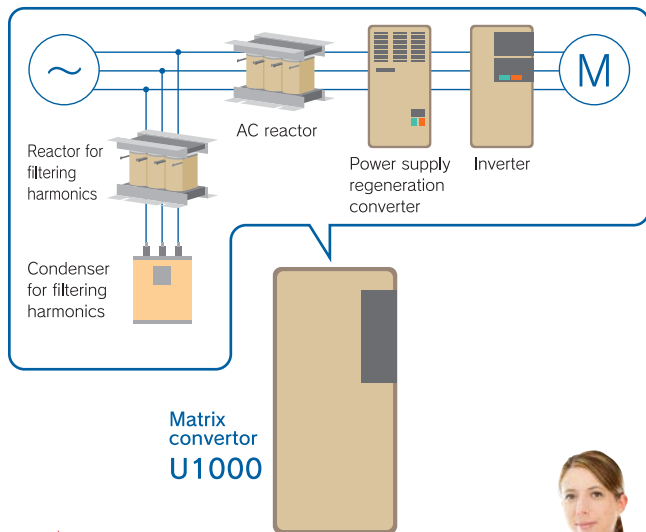 ~
M
AC reactor
Reactor for
filtering
harmonics
Power supply
regeneration
converter
Inverter
Condenser
for filtering
harmonics
Matrix
convertor
U1000